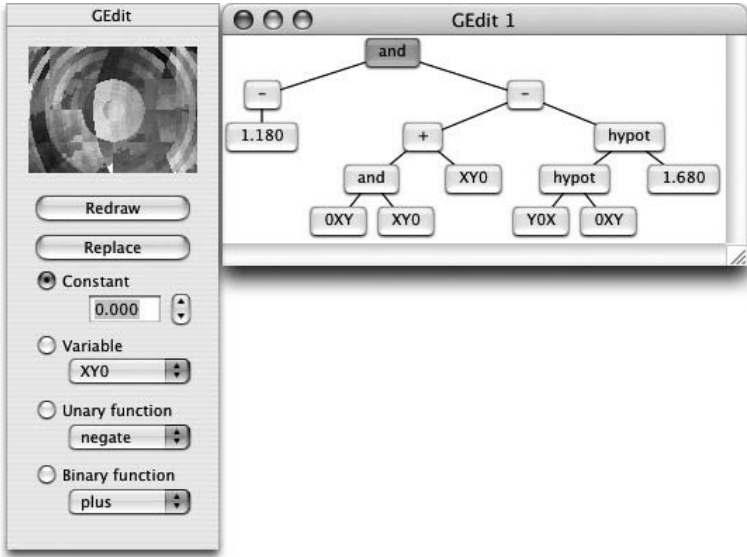 GEdit
Redraw
Replace
Constant
0.000
Variable
XY0
Unary function
negate
Binary function
plus
GEdit 1
and
- -
1.180 + hypot
and XY0 hypot 1.680
0XY XY0 Y0X 0XY